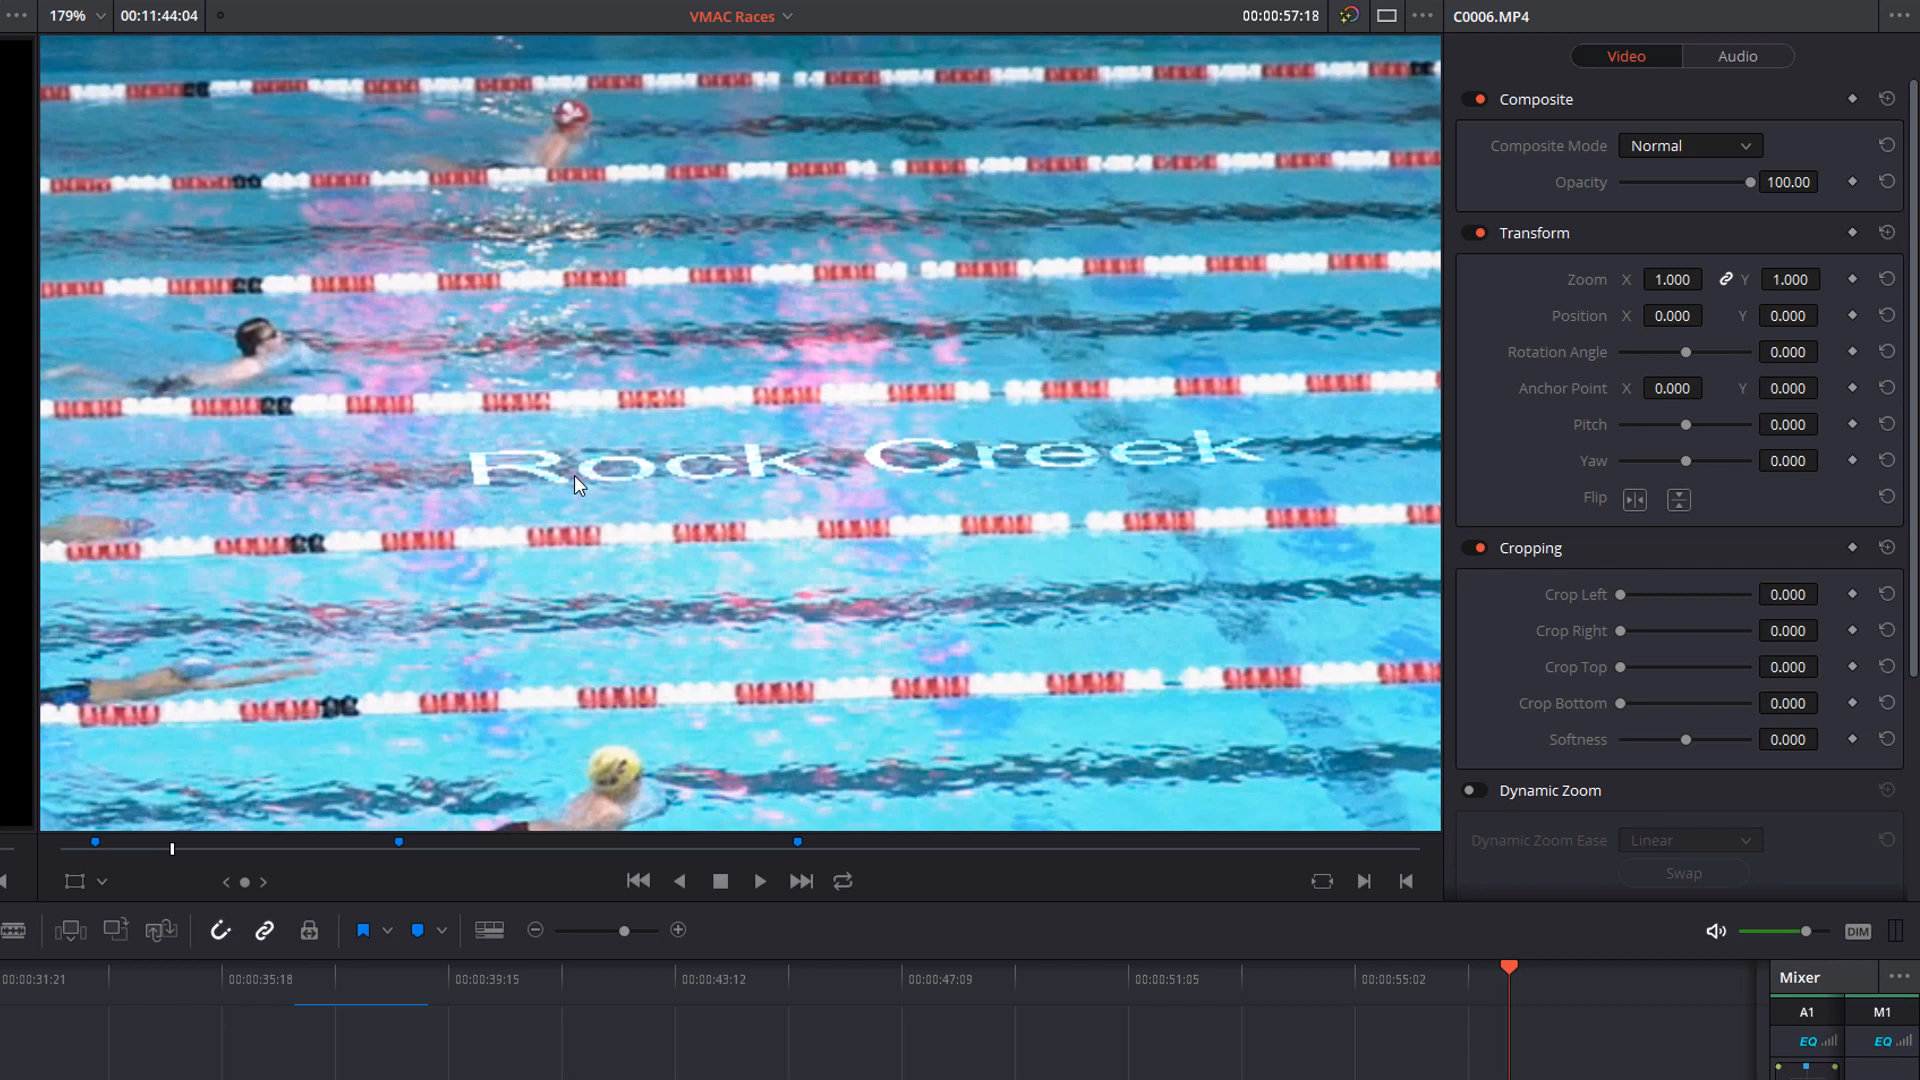 179%
00:11:44:04
VMAC Races
00:00:57:18
C0006.MP4
Video
Audio
Composite
Composite Mode
Normal
Opacity
100.00
Transform
Zoom X 1.000 Y 1.000
Position X 0.000 Y 0.000
Rotation Angle 0.000
Anchor Point X 0.000 Y 0.000
Pitch 0.000
Yaw 0.000
Flip
Rock Creek
Cropping
Crop Left 0.000
Crop Right 0.000
Crop Top 0.000
Crop Bottom 0.000
Softness 0.000
Dynamic Zoom
Dynamic Zoom Ease Linear
Swap
DIM
00:00:31:21
00:00:35:18
00:00:39:15
00:00:43:12
00:00:47:09
00:00:51:05
00:00:55:02
Mixer
A1
M1
EQ
EQ